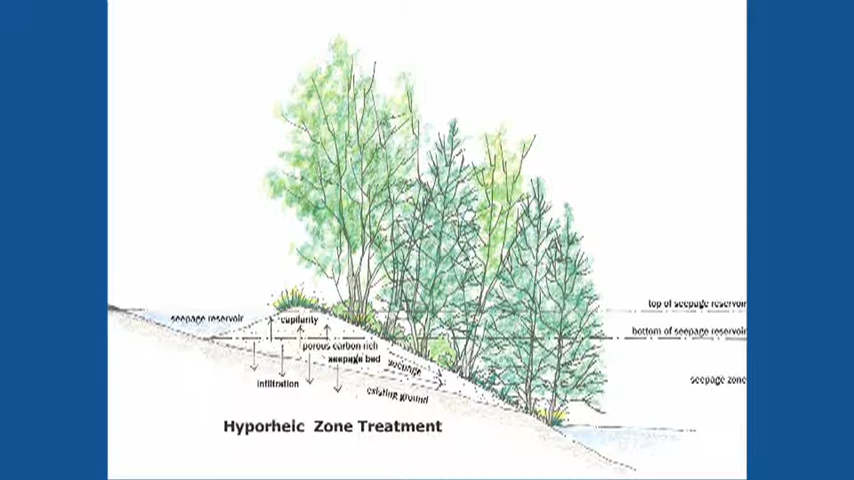 top of seepage reservoir
seepage reservoir
capilarity
bottom of seepage reservoir
porous carbon rich
seepage bed
seepage
seepage zone
infiltration
existing ground
Hyporheic Zone Treatment